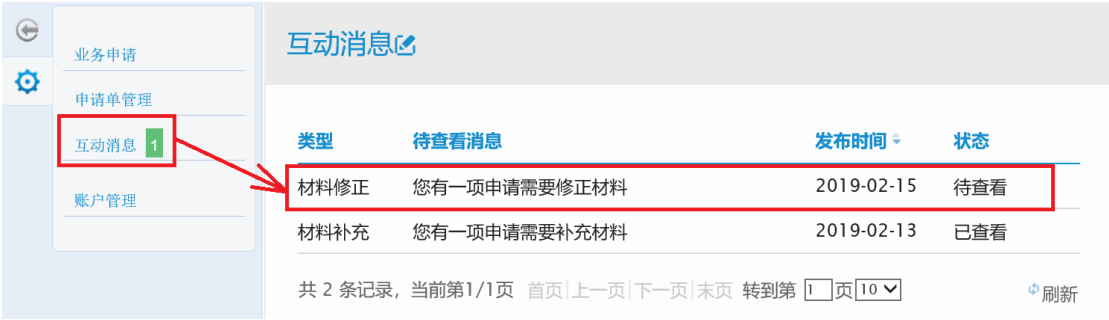 业务申请
申请单管理
互动消息 1
账户管理
互动消息
类型 待查看消息 发布时间 状态
材料修正 您有一项申请需要修正材料 2019-02-15 待查看
材料补充 您有一项申请需要补充材料 2019-02-13 已查看
共 2 条记录，当前第1/1页 首页|上一页|下一页|末页 转到第 1 页 10 刷新